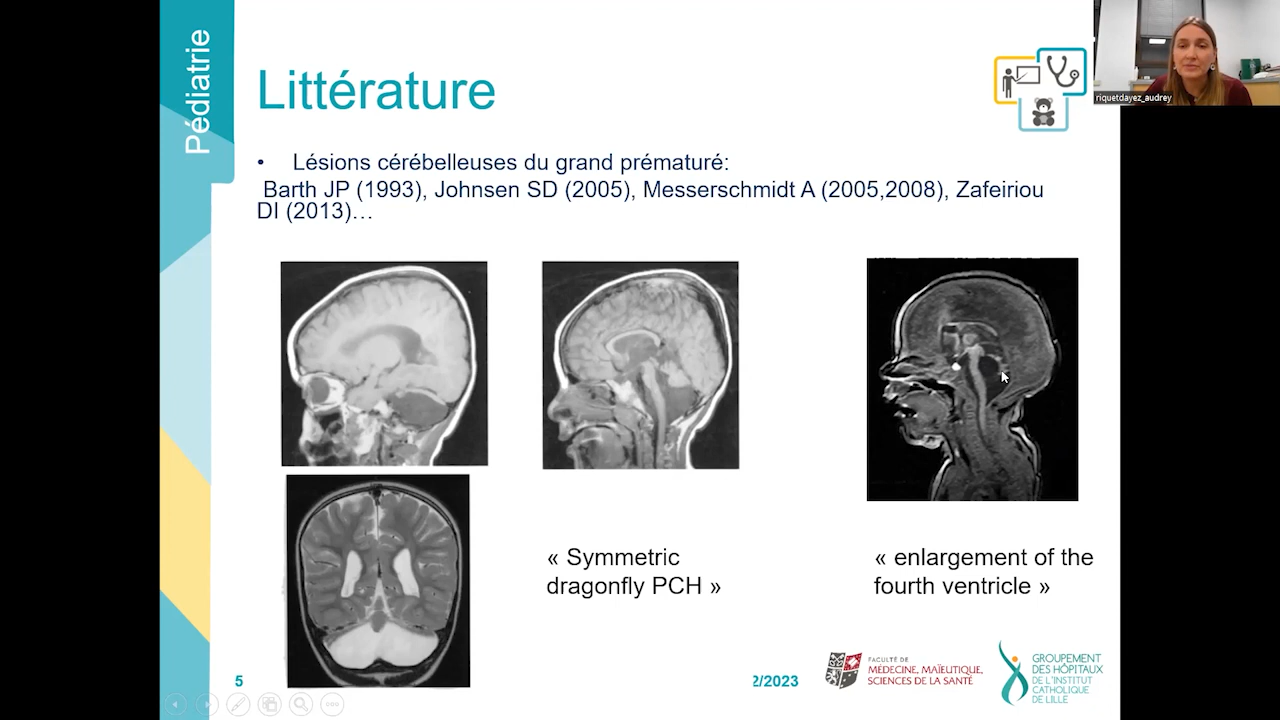 Pédiatrie
Littérature
riquetdayez_audrey
• Lésions cérébelleuses du grand prématuré:
Barth JP (1993), Johnsen SD (2005), Messerschmidt A (2005,2008), Zafeiriou
DI (2013)…
« Symmetric
dragonfly PCH »
« enlargement of the
fourth ventricle »
5
2/2023
FACULTÉ DE
MÉDECINE, MAÏEUTIQUE,
SCIENCES DE LA SANTÉ
GROUPEMENT
DES HÔPITAUX
DE L'INSTITUT
CATHOLIQUE
DE LILLE